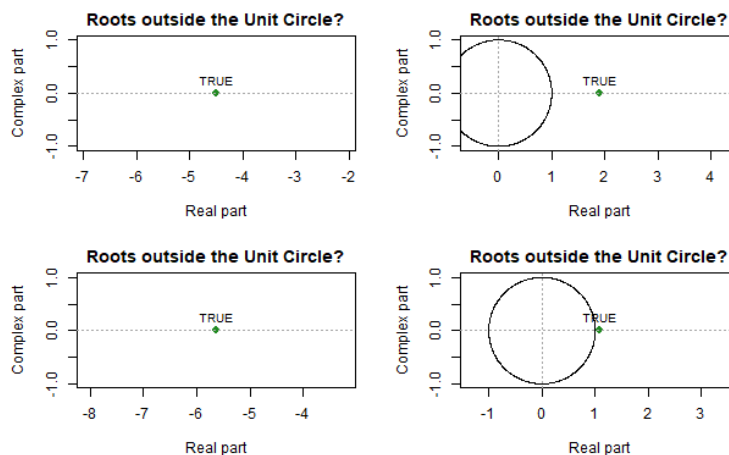 Roots outside the Unit Circle?
Complex part
1.0
0.0
-1.0
TRUE
-7 -6 -5 -4 -3 -2
Real part
Roots outside the Unit Circle?
Complex part
1.0
0.0
-1.0
TRUE
0 1 2 3 4
Real part
Roots outside the Unit Circle?
Complex part
1.0
0.0
-1.0
TRUE
-8 -7 -6 -5 -4
Real part
Roots outside the Unit Circle?
Complex part
1.0
0.0
-1.0
TRUE
-1 0 1 2 3
Real part